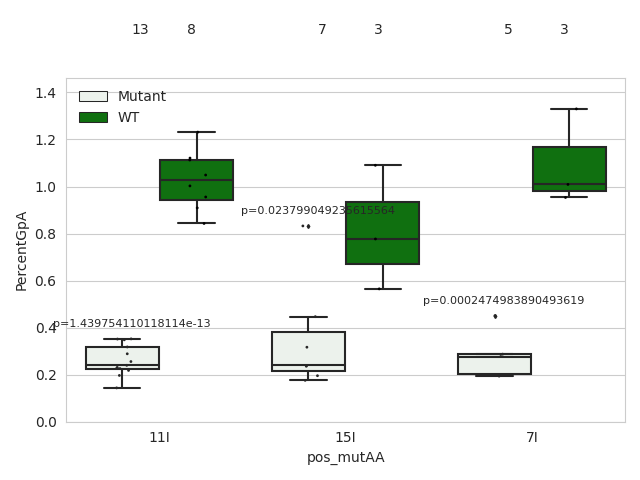 13 8 7 3 5 3
1.4
Mutant
WT
1.2
1.0
p=0.023799049235615564
0.8
0.6
p=0.0002474983890493619
0.4
p=1.439754110118114e-13
0.2
0.0
PercentGpA
11I 15I 7I
pos_mutAA